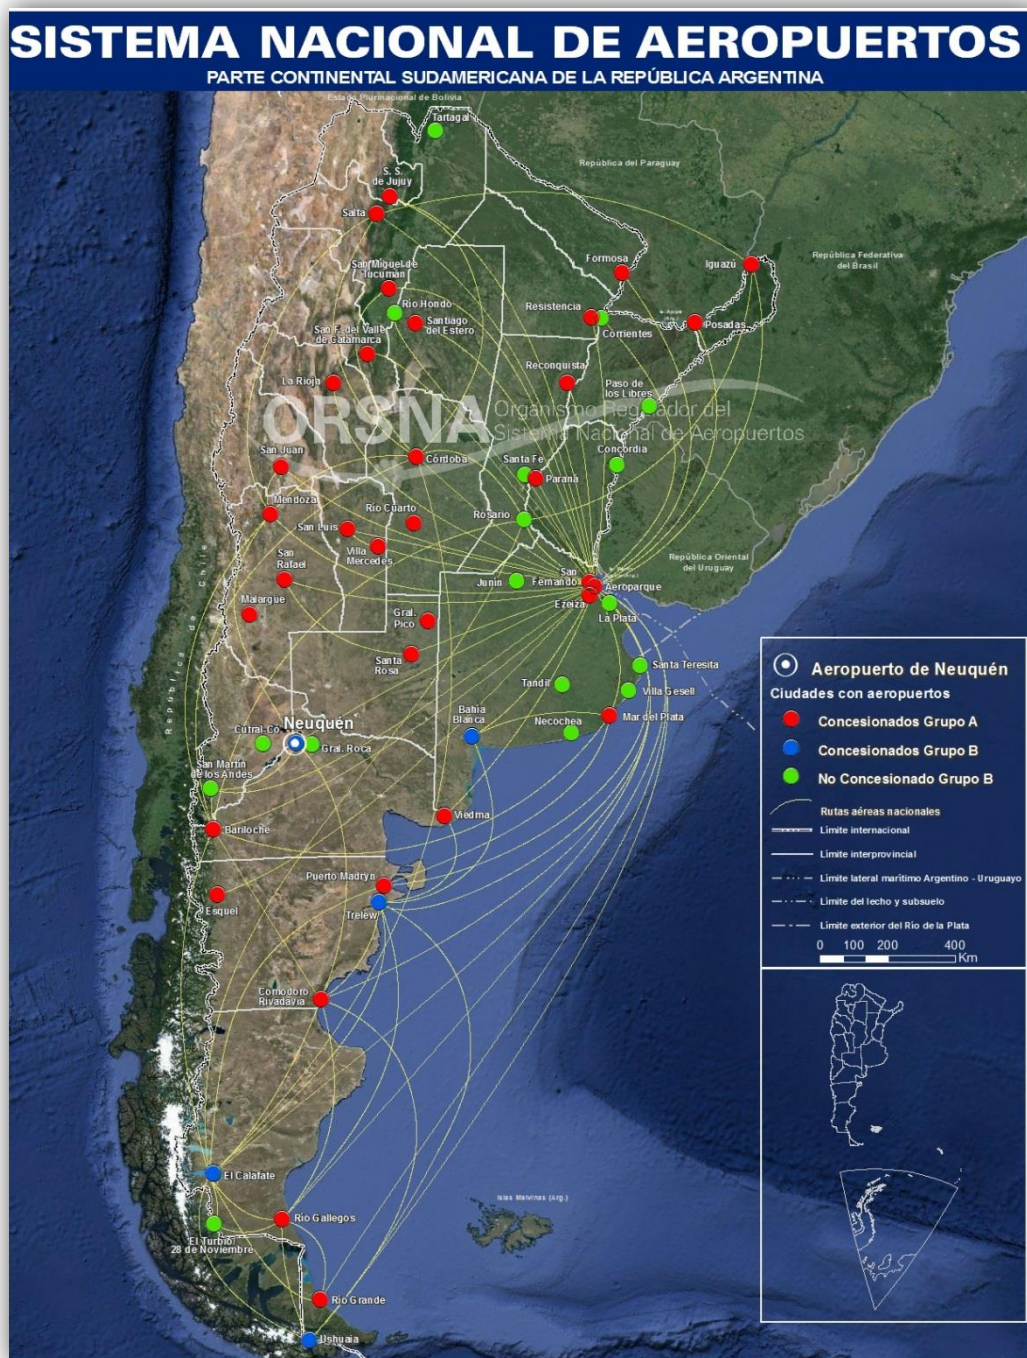 SISTEMA NACIONAL DE AEROPUERTOS
PARTE CONTINENTAL SUDAMERICANA DE LA REPÚBLICA ARGENTINA
Estado Plurinacional de Bolivia
Tartagal
República del Paraguay
S. S.
de Jujuy
Salta
República Federativa
del Brasil
Formosa
Iguazú
San Miguel de
Tucumán
Río Hondo
Resistencia
Santiago
del Estero
Corrientes
Posadas
San F. del Valle
de Catamarca
La Rioja
Reconquista
Paso de
los Libres
ORSNA
Organismo Regulador del
Sistema Nacional de Aeropuertos
San Juan
Córdoba
Santa Fe
Paraná
Concordia
Mendoza
Río Cuarto
Rosario
San Luis
Villa
Mercedes
San
Rafael
República Oriental
del Uruguay
Junín
San
Fernando
Aeroparque
Ezeiza
La Plata
Malargue
Gral.
Pico
Santa
Rosa
República de Chile
Santa Teresita
Tandil
Villa Gesell
Bahía
Blanca
Necochea
Mar del Plata
Neuquén
Cutral-Co
Gral. Roca
San Martín
de los Andes
Viedma
Bariloche
Puerto Madryn
Esquel
Trelew
Comodoro
Rivadavia
El Calafate
Islas Malvinas (Arg.)
Río Gallegos
El Turbio/
28 de Noviembre
Río Grande
Ushuaia
Aeropuerto de Neuquén
Ciudades con aeropuertos
Concesionados Grupo A
Concesionados Grupo B
No Concesionado Grupo B
Rutas aéreas nacionales
Límite internacional
Límite interprovincial
Límite lateral marítimo Argentino - Uruguayo
Límite del lecho y subsuelo
Límite exterior del Río de la Plata
0 100 200 400
Km